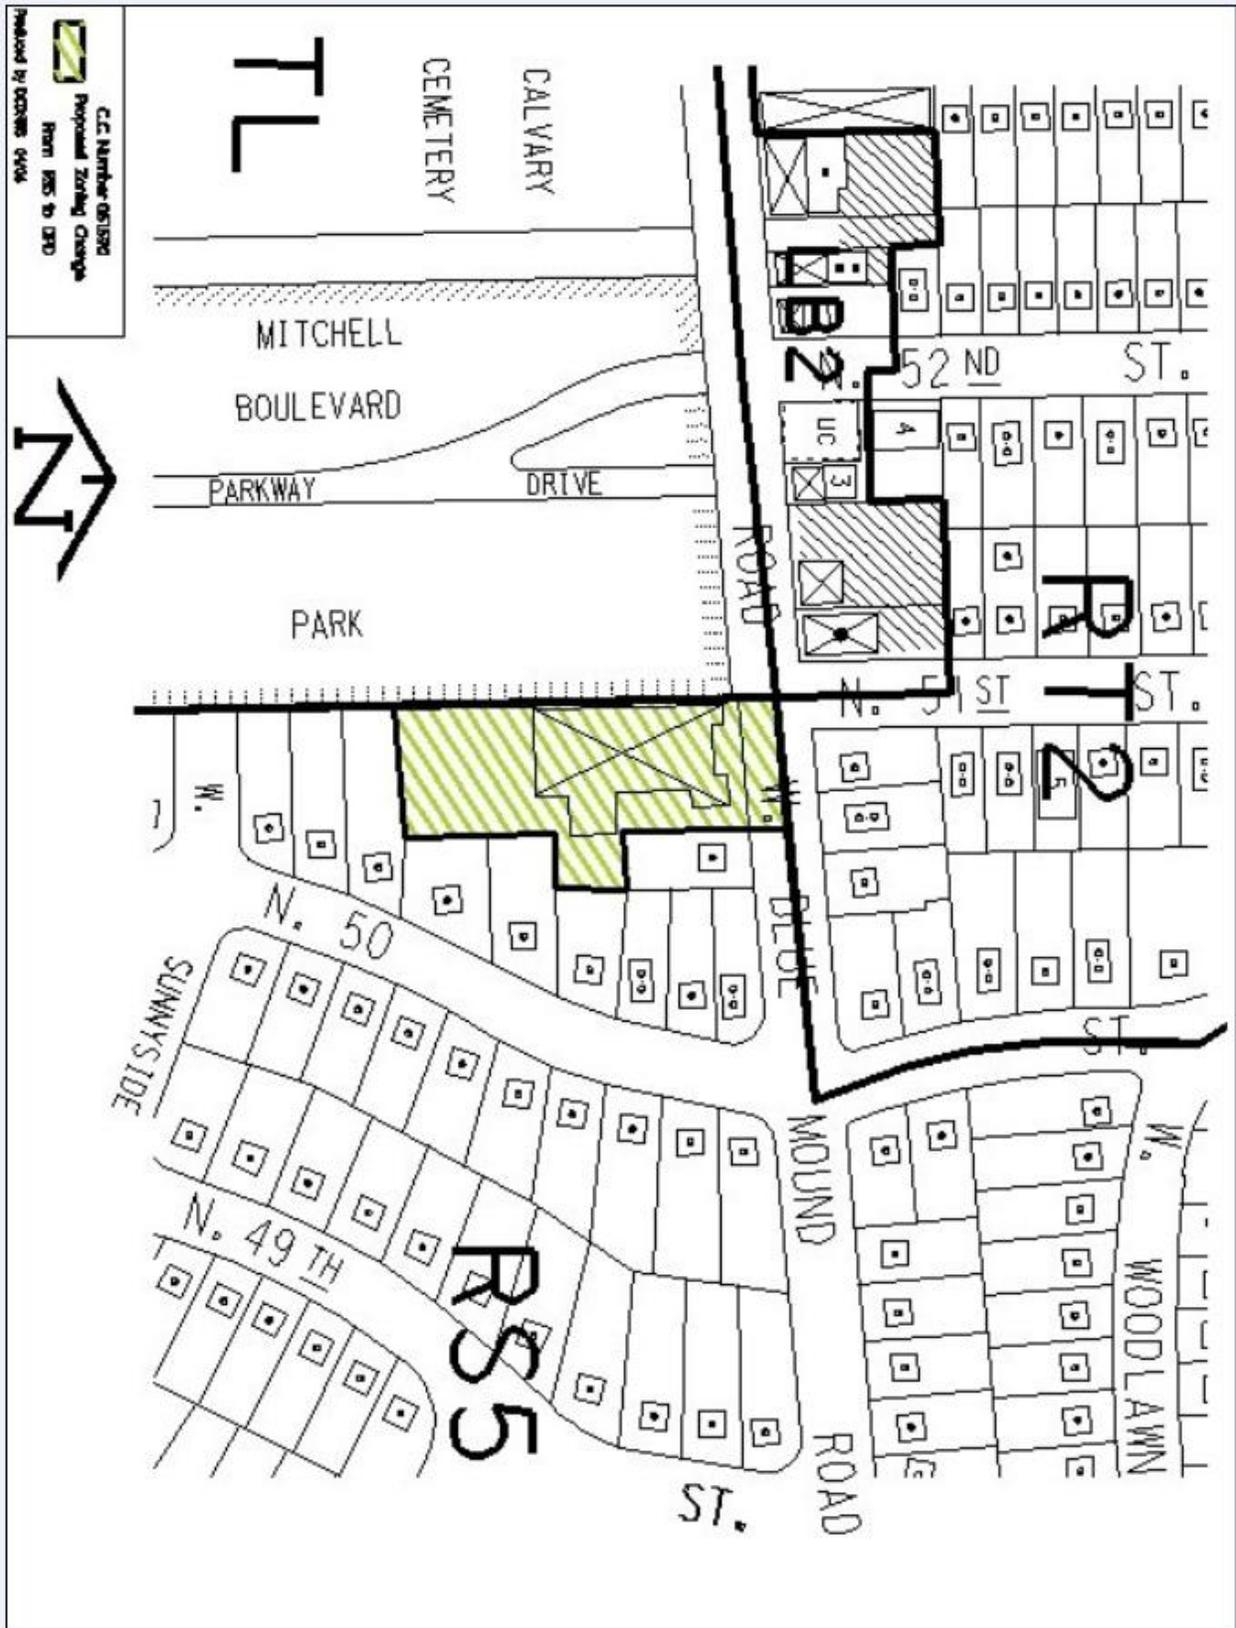 C.C. Number 051590
Proposed Zoning Change
From RS5 to DPD
TL
CALVARY
CEMETERY
MITCHELL
BOULEVARD
PARKWAY
DRIVE
PARK
N
LB2
N. 52 ND ST.
UC
4
3
RT2
N. 51 ST ST.
5
W. BLUE MOUND ROAD
ROAD
W. SUNNYSIDE
N. 50
ST.
N. 49 TH
ST.
RS5
W. WOODLAWN